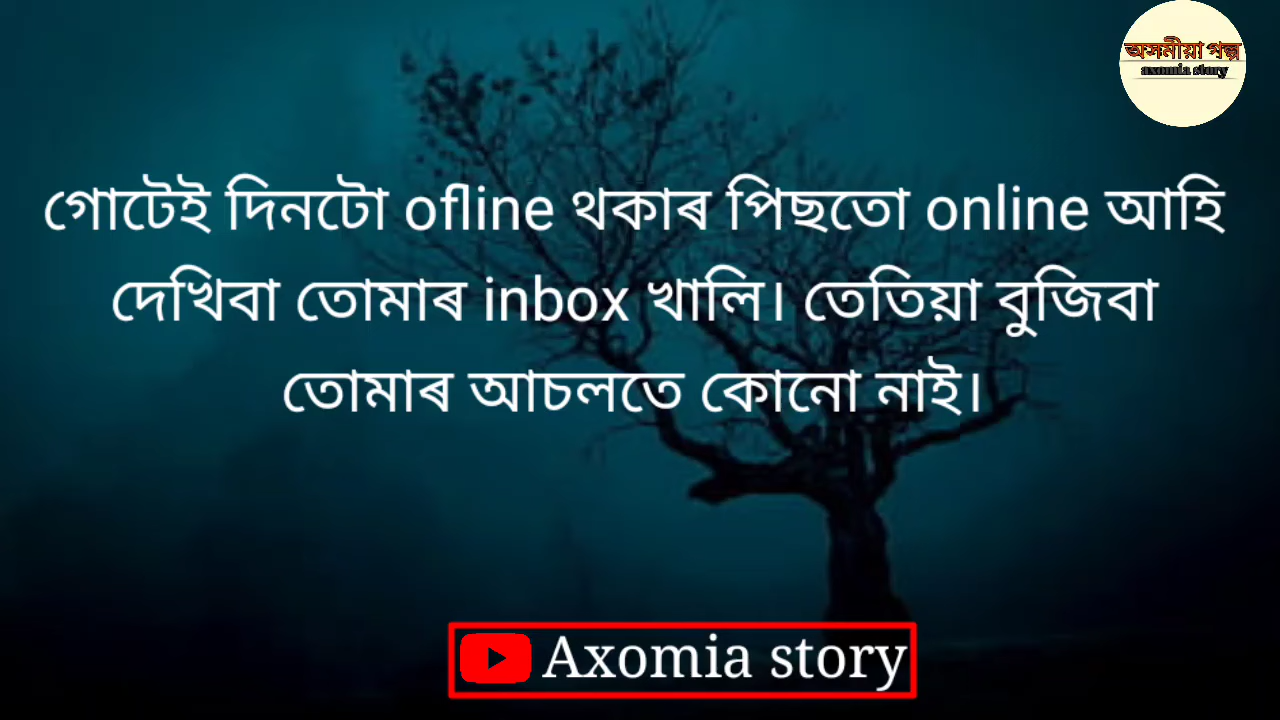 অসমীয়া গল্প
axomia story
গোটেই দিনটো ofline থকাৰ পিছতো online আহি
দেখিবা তোমাৰ inbox খালি। তেতিয়া বুজিবা
তোমাৰ আচলতে কোনো নাই।
Axomia story